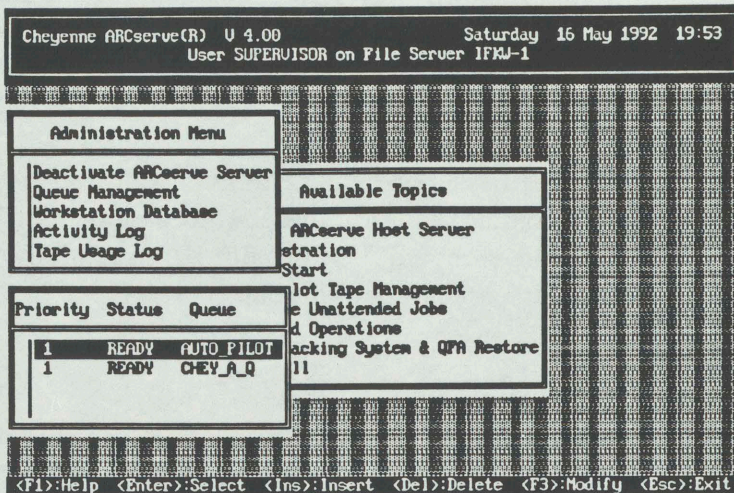 Cheyenne ARCserve(R) V 4.00 Saturday 16 May 1992 19:53
User SUPERVISOR on File Server IFKW-1
Administration Menu
Deactivate ARCserve Server
Queue Management
Workstation Database
Activity Log
Tape Usage Log
Available Topics
ARCserve Host Server
stration
Start
lot Tape Management
e Unattended Jobs
d Operations
acking System & QFA Restore
ll
Priority Status Queue
1 READY AUTO_PILOT
1 READY CHEY_A_Q
<F1>:Help <Enter>:Select <Ins>:Insert <Del>:Delete <F3>:Modify <Esc>:Exit